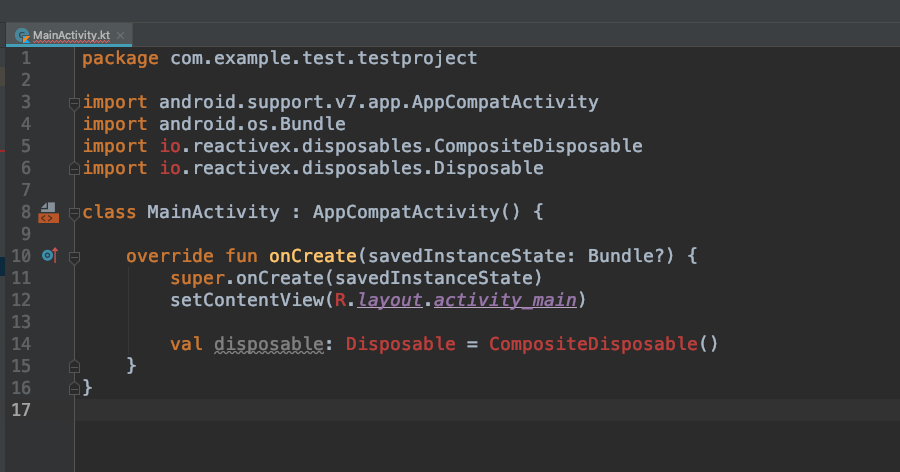 MainActivity.kt
1 package com.example.test.testproject
2
3 import android.support.v7.app.AppCompatActivity
4 import android.os.Bundle
5 import io.reactivex.disposables.CompositeDisposable
6 import io.reactivex.disposables.Disposable
7
8 class MainActivity : AppCompatActivity() {
9
10 override fun onCreate(savedInstanceState: Bundle?) {
11 super.onCreate(savedInstanceState)
12 setContentView(R.layout.activity_main)
13
14 val disposable: Disposable = CompositeDisposable()
15 }
16 }
17